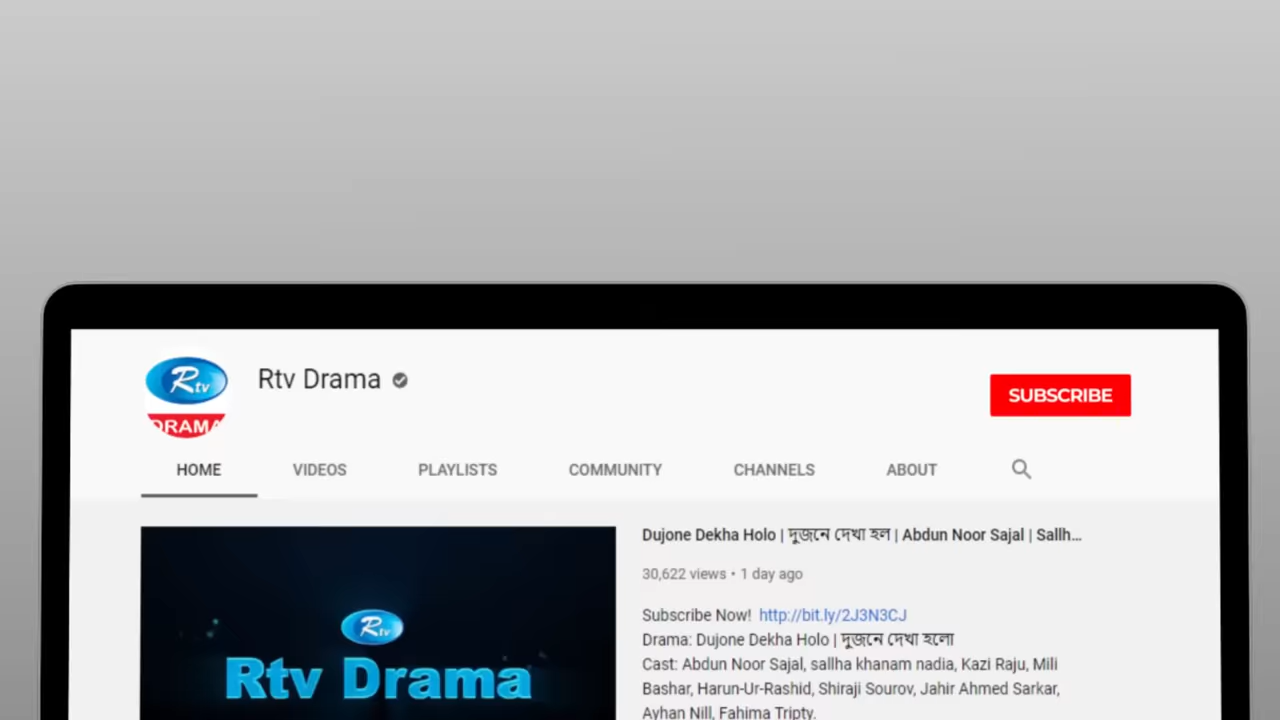 Rtv
DRAMA
Rtv Drama
SUBSCRIBE
HOME VIDEOS PLAYLISTS COMMUNITY CHANNELS ABOUT
Rtv
Rtv Drama
Dujone Dekha Holo | দুজনে দেখা হল | Abdun Noor Sajal | Sallh...
30,622 views • 1 day ago
Subscribe Now! http://bit.ly/2J3N3CJ
Drama: Dujone Dekha Holo | দুজনে দেখা হলো
Cast: Abdun Noor Sajal, sallha khanam nadia, Kazi Raju, Mili
Bashar, Harun-Ur-Rashid, Shiraji Sourov, Jahir Ahmed Sarkar,
Ayhan Nill, Fahima Tripty.